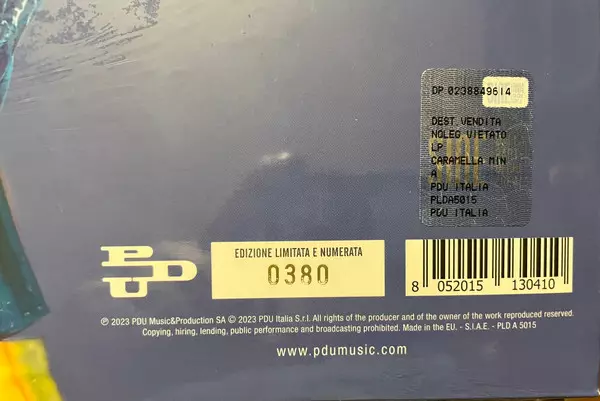 DP 0238849614
DEST.VENDITA
NOLEG.VIETATO
LP
CARAMELLA MIN
A
PDU ITALIA
PLDA5015
PDU ITALIA
PDU
EDIZIONE LIMITATA E NUMERATA
0380
8 052015 130410
℗ 2023 PDU Music&Production SA © 2023 PDU Italia S.r.l. All rights of the producer and of the owner of the work reproduced reserved.
Copying, hiring, lending, public performance and broadcasting prohibited. Made in the EU. - S.I.A.E. - PLD A 5015
www.pdumusic.com